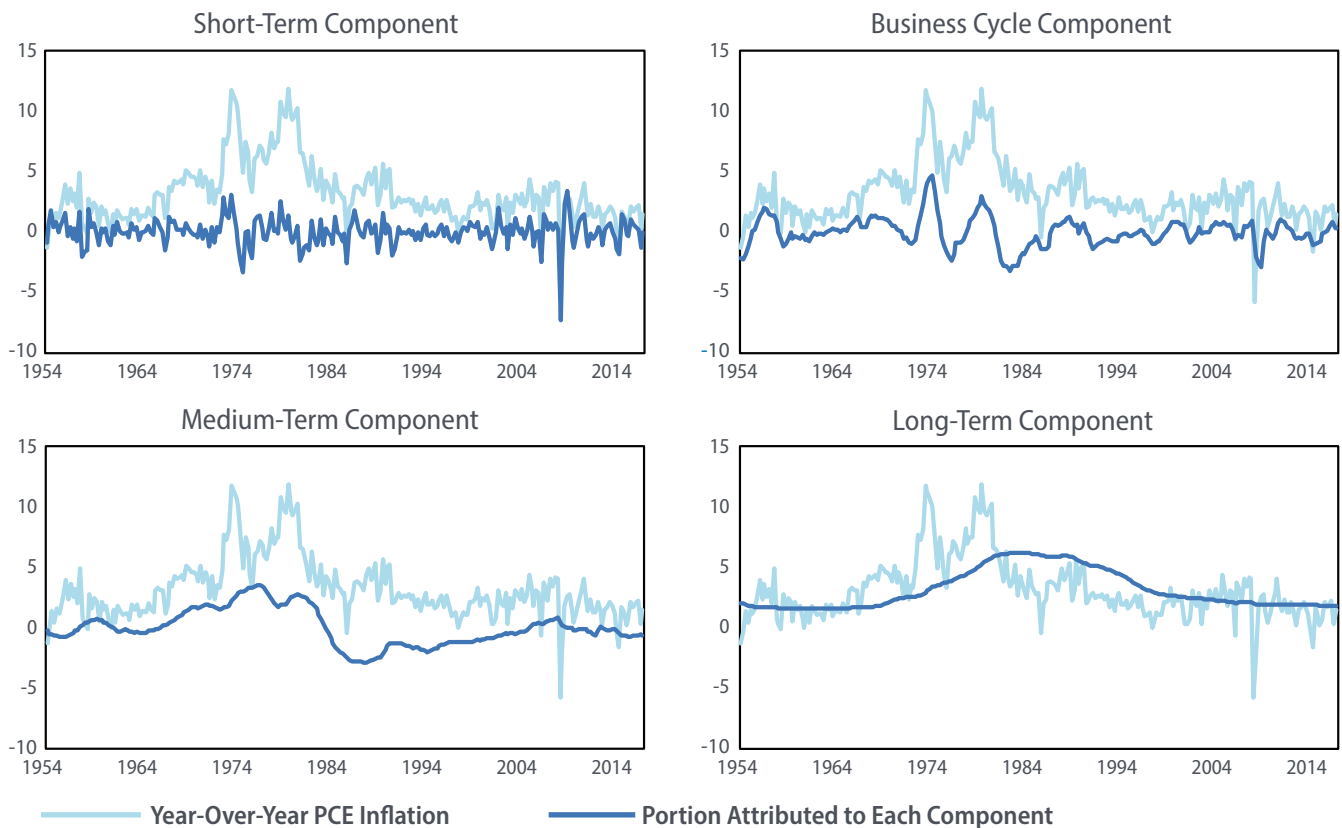 Short-Term Component
15
10
5
0
-5
-10
1954 1964 1974 1984 1994 2004 2014
Business Cycle Component
15
10
5
0
-5
-10
1954 1964 1974 1984 1994 2004 2014
Medium-Term Component
15
10
5
0
-5
-10
1954 1964 1974 1984 1994 2004 2014
Long-Term Component
15
10
5
0
-5
-10
1954 1964 1974 1984 1994 2004 2014
Year-Over-Year PCE Inflation
Portion Attributed to Each Component